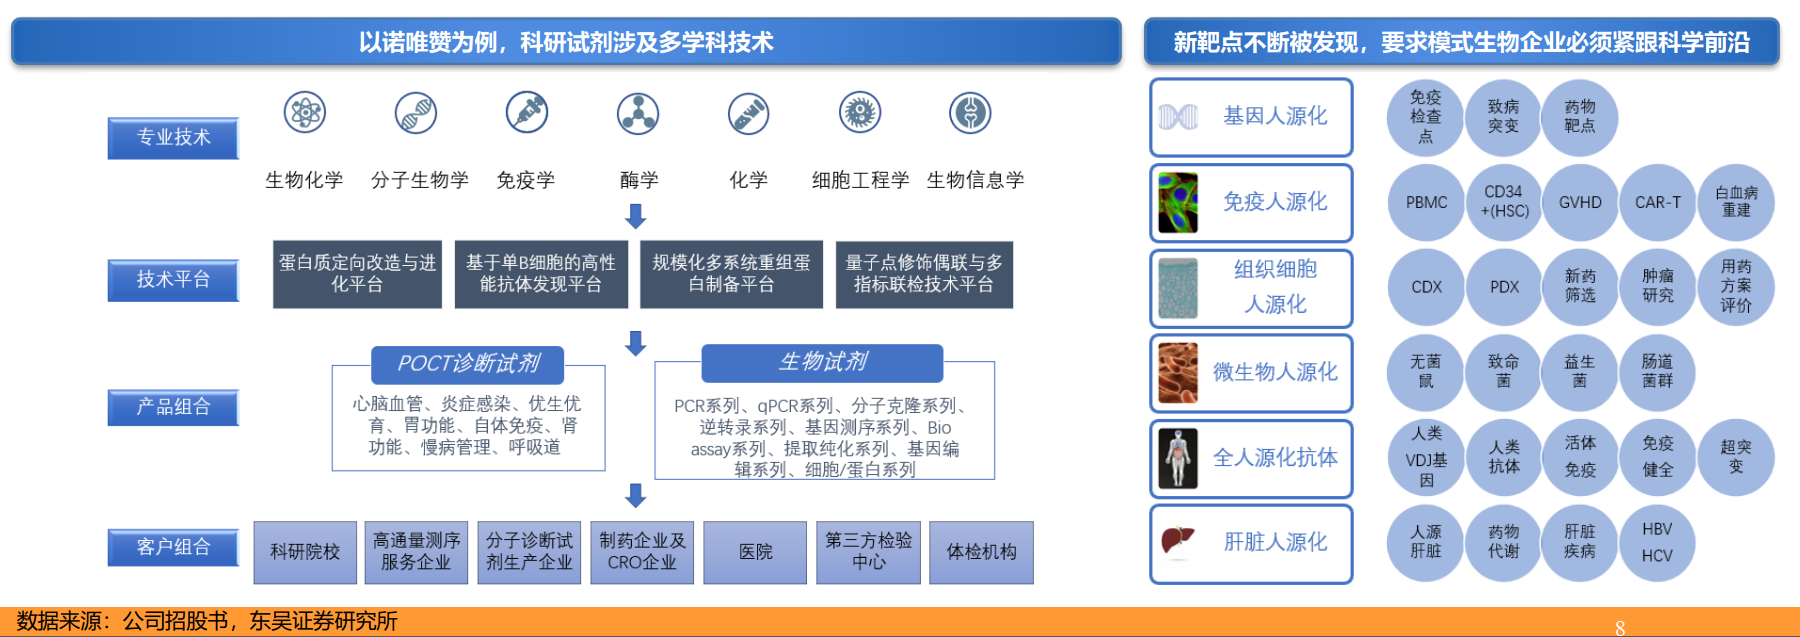 以诺唯赞为例，科研试剂涉及多学科技术
专业技术
生物化学
分子生物学
免疫学
酶学
化学
细胞工程学
生物信息学
技术平台
蛋白质定向改造与进
化平台
基于单B细胞的高性
能抗体发现平台
规模化多系统重组蛋
白制备平台
量子点修饰偶联与多
指标联检技术平台
产品组合
POCT诊断试剂
心脑血管、炎症感染、优生优
育、胃功能、自体免疫、肾
功能、慢病管理、呼吸道
生物试剂
PCR系列、qPCR系列、分子克隆系列、
逆转录系列、基因测序系列、Bio
assay系列、提取纯化系列、基因编
辑系列、细胞/蛋白系列
客户组合
科研院校
高通量测序
服务企业
分子诊断试
剂生产企业
制药企业及
CRO企业
医院
第三方检验
中心
体检机构
新靶点不断被发现，要求模式生物企业必须紧跟科学前沿
基因人源化
免疫
检查
点
致病
突变
药物
靶点
免疫人源化
PBMC
CD34
+(HSC)
GVHD
CAR-T
白血病
重建
组织细胞
人源化
CDX
PDX
新药
筛选
肿瘤
研究
用药
方案
评价
微生物人源化
无菌
鼠
致命
菌
益生
菌
肠道
菌群
全人源化抗体
人类
VDJ基
因
人类
抗体
活体
免疫
免疫
健全
超突
变
肝脏人源化
人源
肝脏
药物
代谢
肝脏
疾病
HBV
HCV
数据来源：公司招股书，东吴证券研究所
8